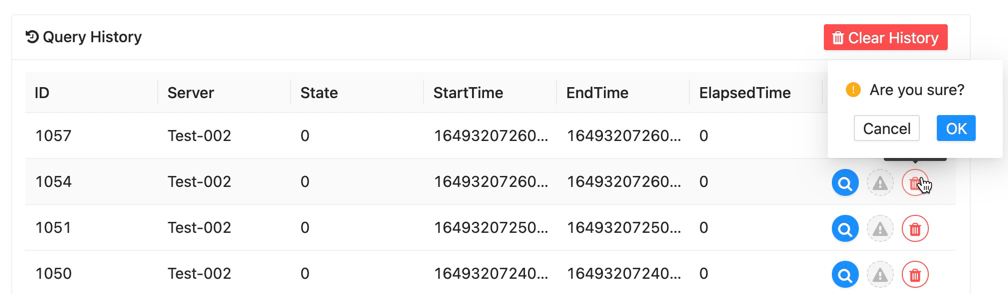 Query History
Clear History
ID Server State StartTime EndTime ElapsedTime
Are you sure?
Cancel OK
1057 Test-002 0 16493207260... 16493207260... 0
1054 Test-002 0 16493207260... 16493207260... 0
1051 Test-002 0 16493207250... 16493207250... 0
1050 Test-002 0 16493207240... 16493207240... 0